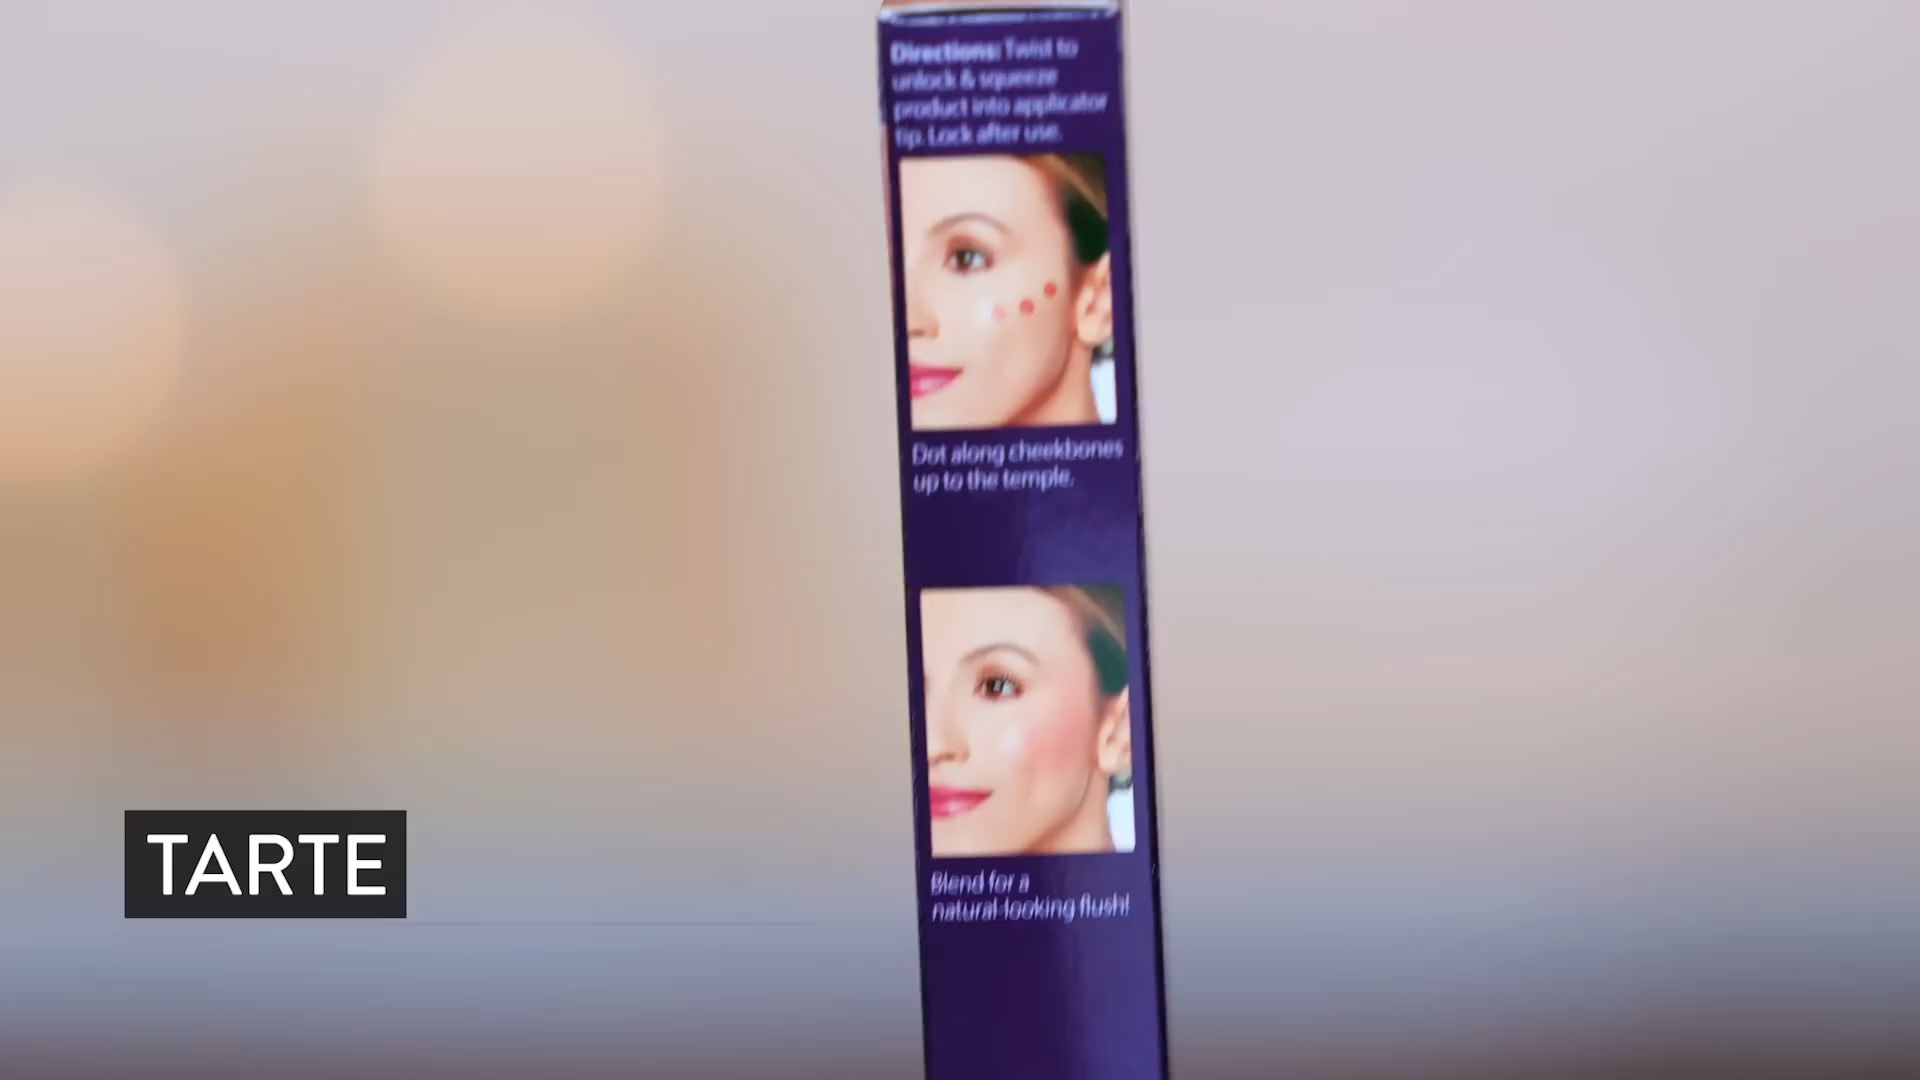 Directions: Twist to
unlock & squeeze
product into applicator
tip. Lock after use.
Dot along cheekbones
up to the temple.
Blend for a
natural-looking flush!
TARTE